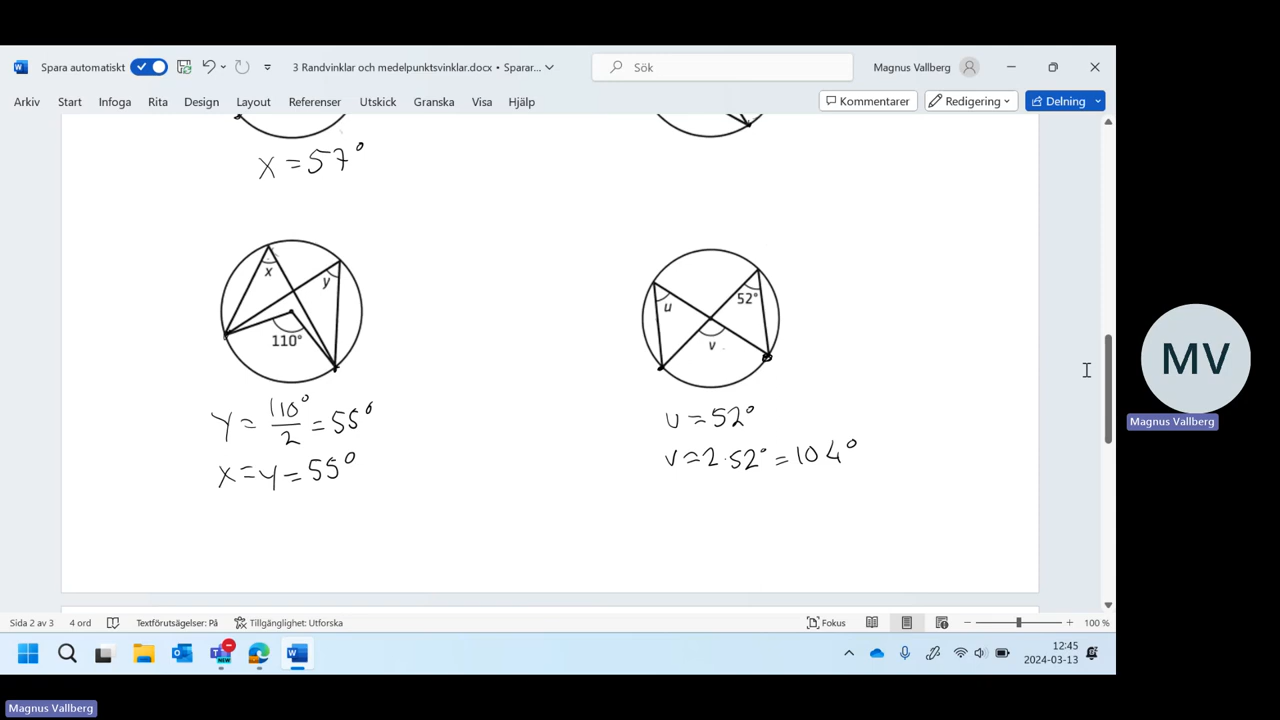 Spara automatiskt
3 Randvinklar och medelpunktsvinklar.docx • Sparar...
Sök
Magnus Vallberg
Arkiv Start Infoga Rita Design Layout Referenser Utskick Granska Visa Hjälp
Kommentarer Redigering Delning
x = 57°
x
y
110°
52°
u
v
y = 110°/2 = 55°
x = y = 55°
u = 52°
v = 2·52° = 104°
MV
Magnus Vallberg
Sida 2 av 3 4 ord Textförutsägelser: På Tillgänglighet: Utforska Fokus 100 %
NEW
12:45
2024-03-13
Magnus Vallberg